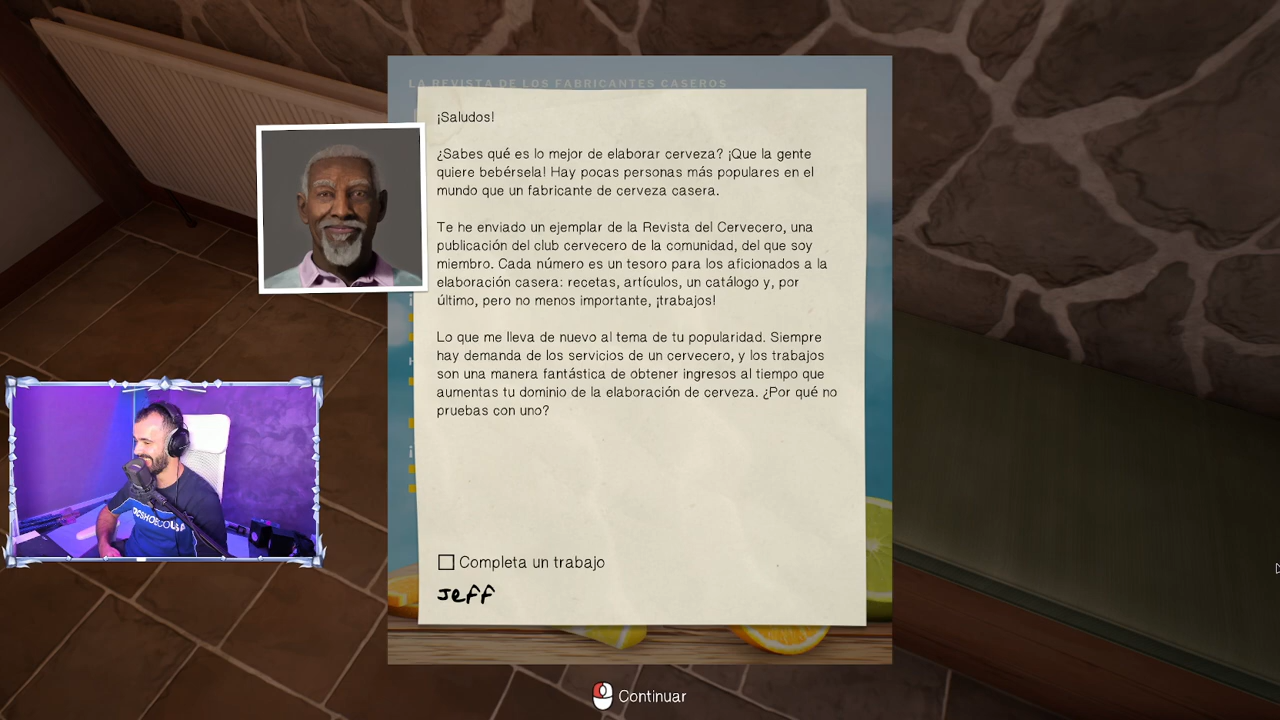 LA REVISTA DE LOS FABRICANTES CASEROS
¡Saludos!
¿Sabes qué es lo mejor de elaborar cerveza? ¡Que la gente
quiere bebérsela! Hay pocas personas más populares en el
mundo que un fabricante de cerveza casera.
Te he enviado un ejemplar de la Revista del Cervecero, una
publicación del club cervecero de la comunidad, del que soy
miembro. Cada número es un tesoro para los aficionados a la
elaboración casera: recetas, artículos, un catálogo y, por
último, pero no menos importante, ¡trabajos!
Lo que me lleva de nuevo al tema de tu popularidad. Siempre
hay demanda de los servicios de un cervecero, y los trabajos
son una manera fantástica de obtener ingresos al tiempo que
aumentas tu dominio de la elaboración de cerveza. ¿Por qué no
pruebas con uno?
Completa un trabajo
Jeff
Continuar